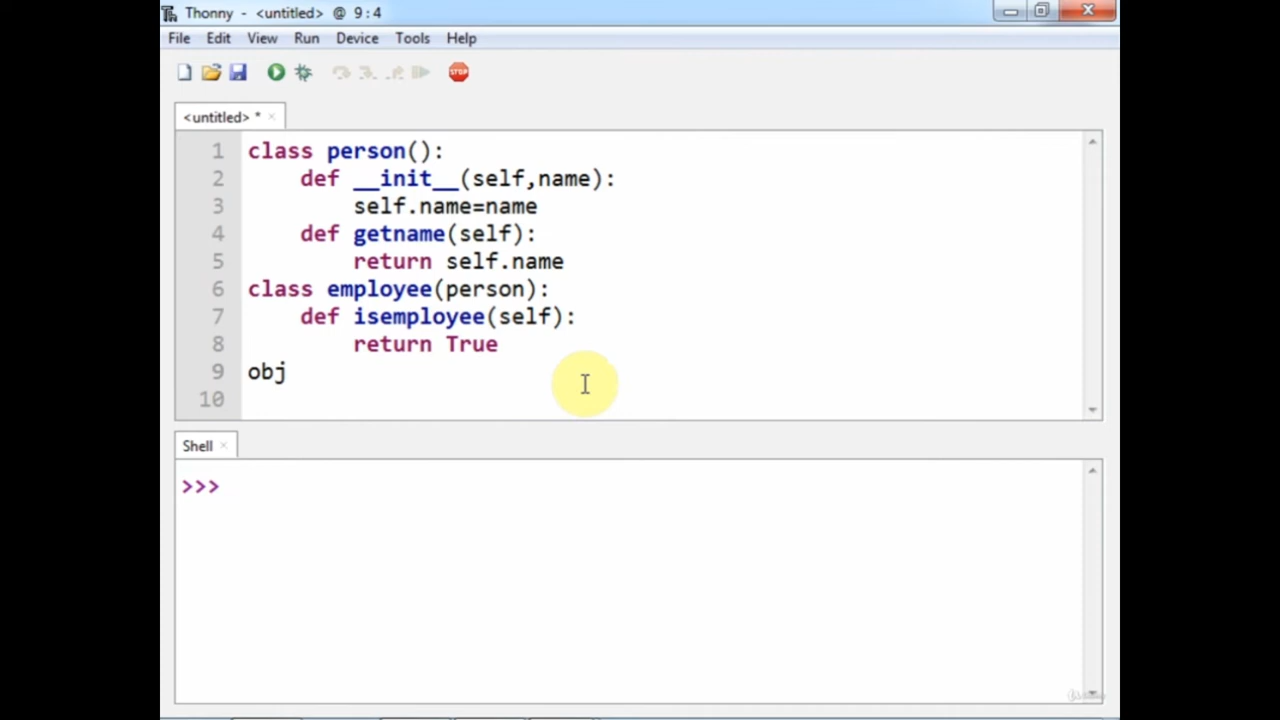 Thonny - <untitled> @ 9:4
File Edit View Run Device Tools Help
STOP
<untitled> *
1 class person():
2     def __init__(self,name):
3         self.name=name
4     def getname(self):
5         return self.name
6 class employee(person):
7     def isemployee(self):
8         return True
9 obj
10
Shell
>>>